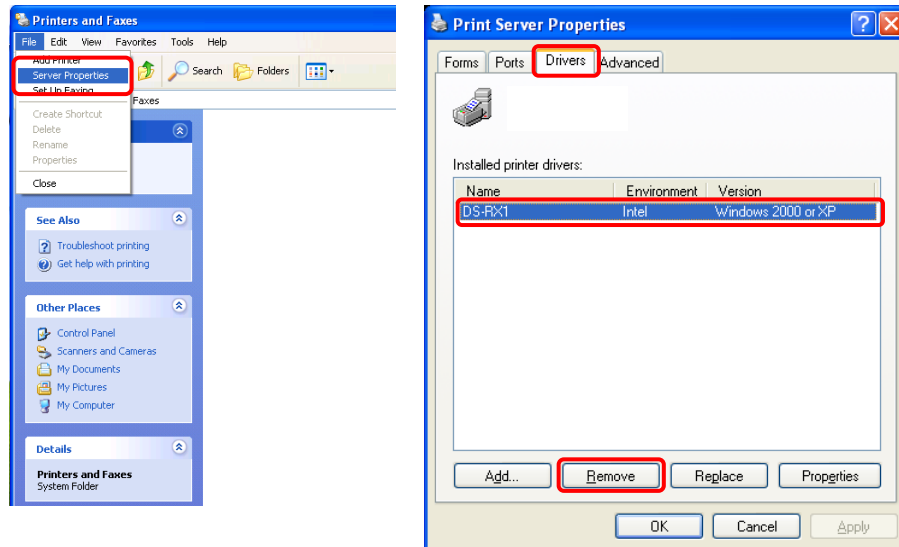 Printers and Faxes
File Edit View Favorites Tools Help
Add Printer
Server Properties
Set Up Faxing
Search Folders
Faxes
Create Shortcut
Delete
Rename
Properties
Close
See Also
Troubleshoot printing
Get help with printing
Other Places
Control Panel
Scanners and Cameras
My Documents
My Pictures
My Computer
Details
Printers and Faxes
System Folder
Print Server Properties
Forms Ports Drivers Advanced
Installed printer drivers:
Name Environment Version
DS-RX1 Intel Windows 2000 or XP
Add... Remove Replace Properties
OK Cancel Apply